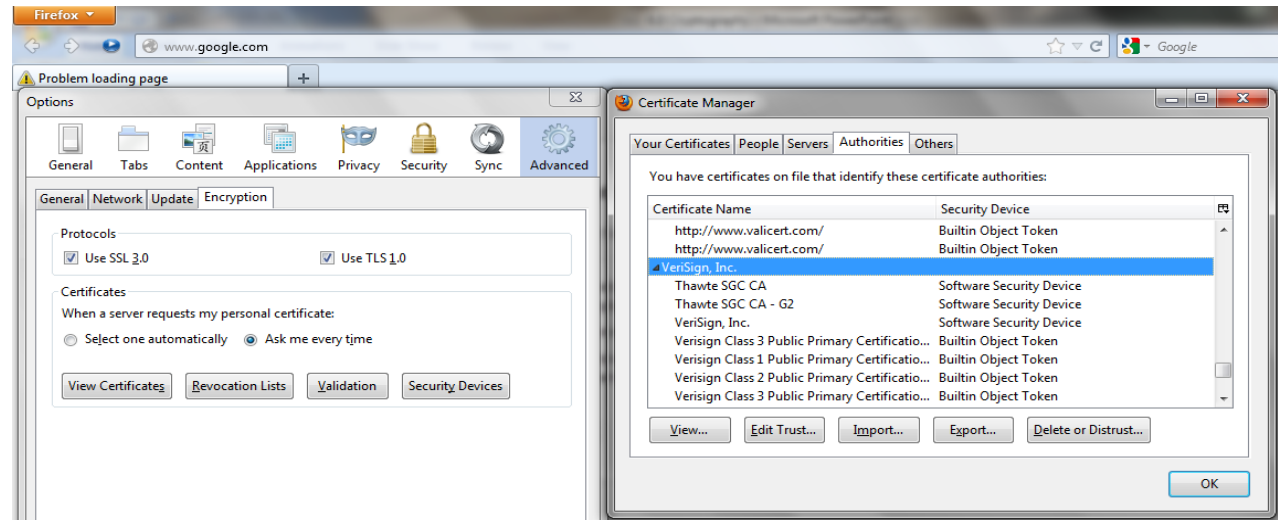 Firefox
www.google.com
Google
Problem loading page
Options
General Tabs Content Applications Privacy Security Sync Advanced
General Network Update Encryption
Protocols
Use SSL 3.0 Use TLS 1.0
Certificates
When a server requests my personal certificate:
Select one automatically Ask me every time
View Certificates Revocation Lists Validation Security Devices
Certificate Manager
Your Certificates People Servers Authorities Others
You have certificates on file that identify these certificate authorities:
Certificate Name Security Device
http://www.valicert.com/ Builtin Object Token
http://www.valicert.com/ Builtin Object Token
VeriSign, Inc.
Thawte SGC CA Software Security Device
Thawte SGC CA - G2 Software Security Device
VeriSign, Inc. Software Security Device
Verisign Class 3 Public Primary Certificatio... Builtin Object Token
Verisign Class 1 Public Primary Certificatio... Builtin Object Token
Verisign Class 2 Public Primary Certificatio... Builtin Object Token
Verisign Class 3 Public Primary Certificatio... Builtin Object Token
View... Edit Trust... Import... Export... Delete or Distrust...
OK